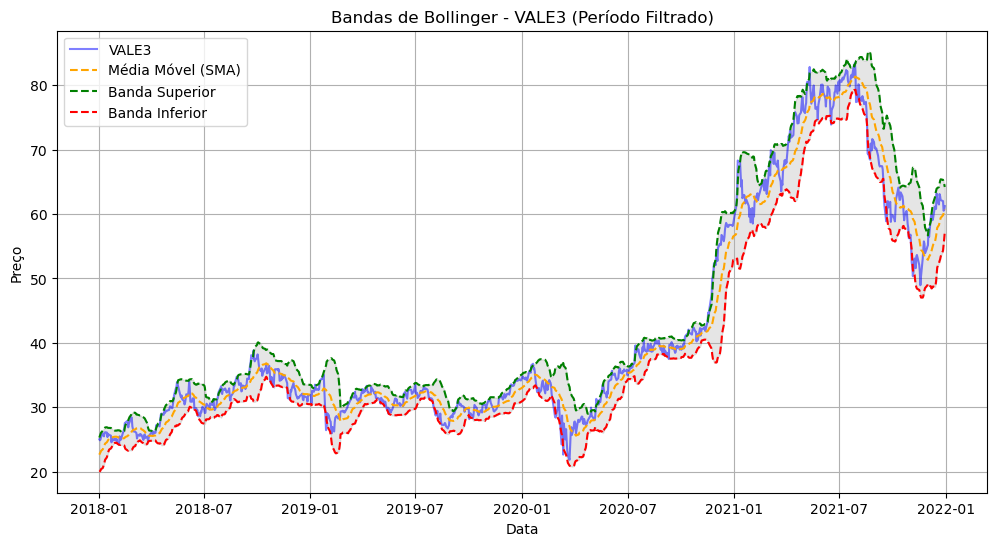 Bandas de Bollinger - VALE3 (Período Filtrado)
VALE3
Média Móvel (SMA)
Banda Superior
Banda Inferior
Preço
80
70
60
50
40
30
20
2018-01 2018-07 2019-01 2019-07 2020-01 2020-07 2021-01 2021-07 2022-01
Data